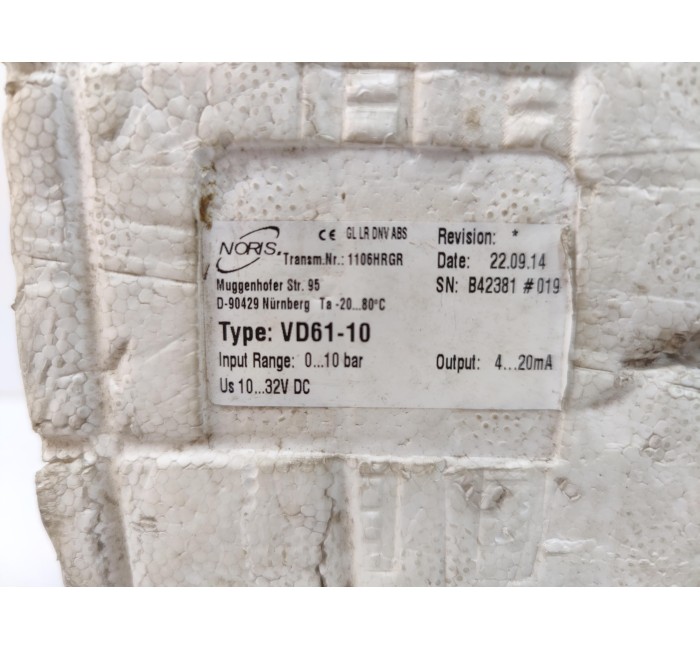 NORIS.
CE GL LR DNV ABS
Transm.Nr.: 1106HRGR
Revision: *
Date: 22.09.14
SN: B42381 #019
Muggenhofer Str. 95
D-90429 Nürnberg Ta -20...80°C
Type: VD61-10
Input Range: 0...10 bar
Output: 4...20mA
Us 10...32V DC